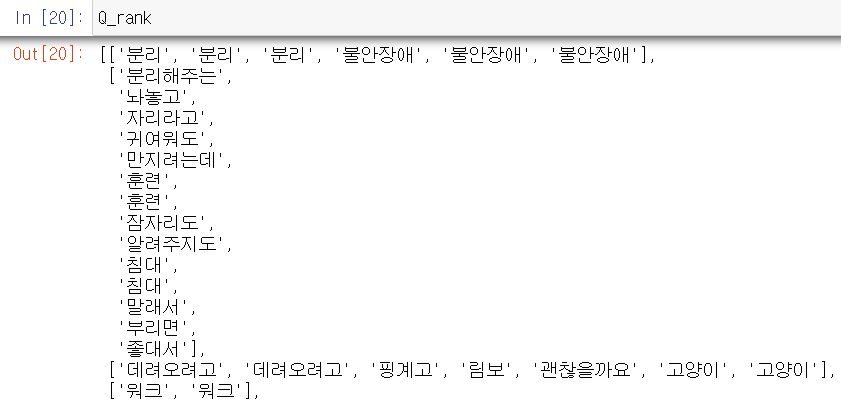 In [20]: Q_rank
Out[20]: [['분리', '분리', '분리', '불안장애', '불안장애', '불안장애'],
['분리해주는',
'놔놓고',
'자리라고',
'귀여워도',
'만지려는데',
'훈련',
'훈련',
'잠자리도',
'알려주지도',
'침대',
'침대',
'말래서',
'부리면',
'좋대서'],
['데려오려고', '데려오려고', '핑계고', '림보', '괜찮을까요', '고양이', '고양이'],
['워크', '워크'],